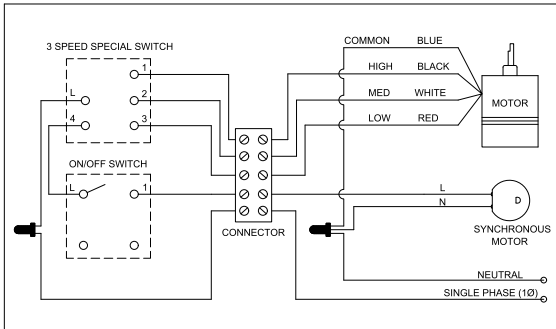 3 SPEED SPECIAL SWITCH
1
L
2
4
3
ON/OFF SWITCH
L
1
CONNECTOR
COMMON BLUE
HIGH BLACK
MED WHITE
LOW RED
MOTOR
L
N
D
SYNCHRONOUS
MOTOR
NEUTRAL
SINGLE PHASE (1Ø)